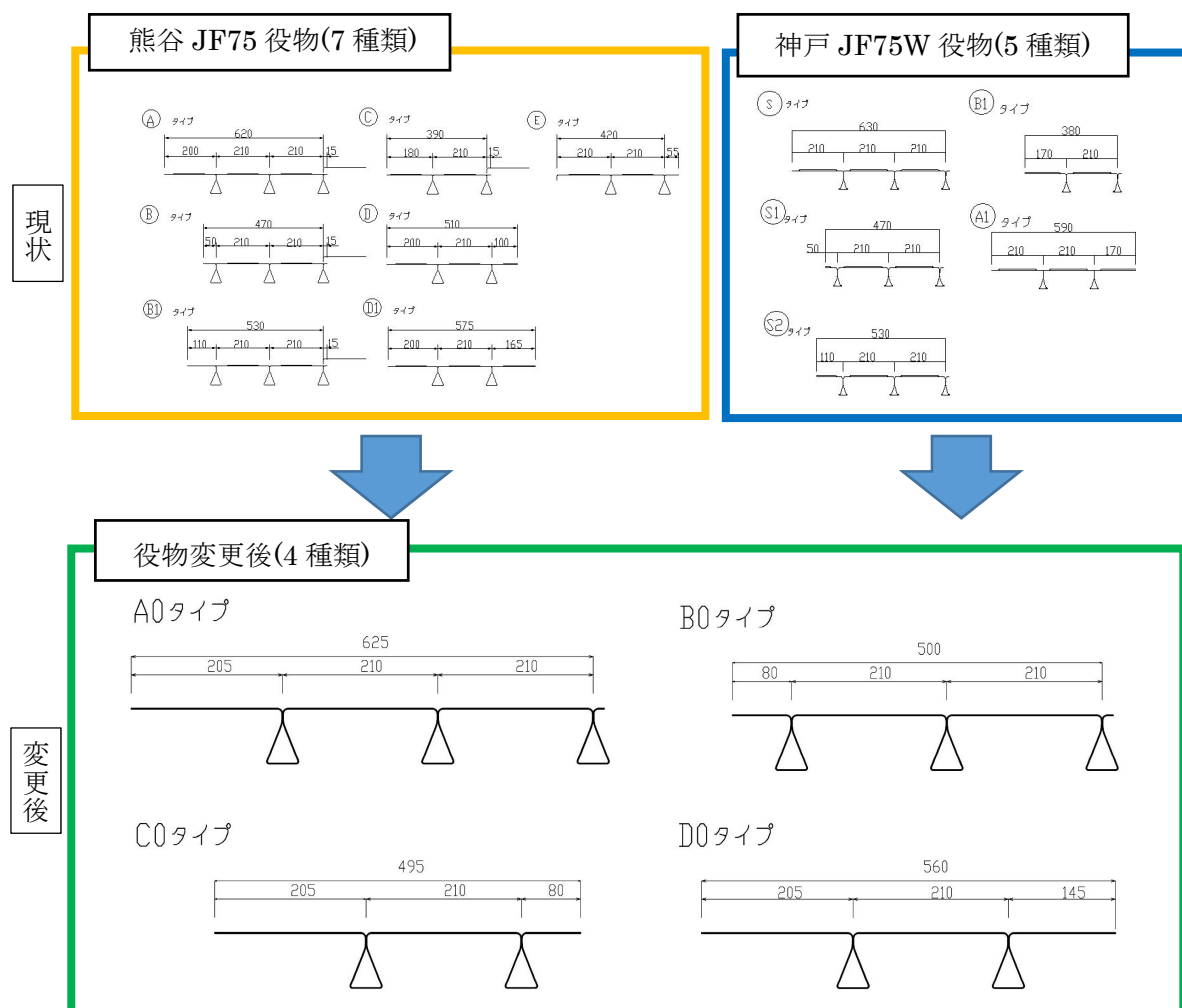 熊谷 JF75 役物(7 種類)
神戸 JF75W 役物(5 種類)
現状
A タイプ
620
200 210 210 15
C タイプ
390
180 210 15
E タイプ
420
210 210 55
B タイプ
470
50 210 210 15
D タイプ
510
200 210 100
B1 タイプ
530
110 210 210 15
D1 タイプ
575
200 210 165
S タイプ
630
210 210 210
B1 タイプ
380
170 210
S1 タイプ
470
50 210 210
A1 タイプ
590
210 210 170
S2 タイプ
530
110 210 210
役物変更後(4 種類)
変更後
A0タイプ
625
205 210 210
B0タイプ
500
80 210 210
C0タイプ
495
205 210 80
D0タイプ
560
205 210 145